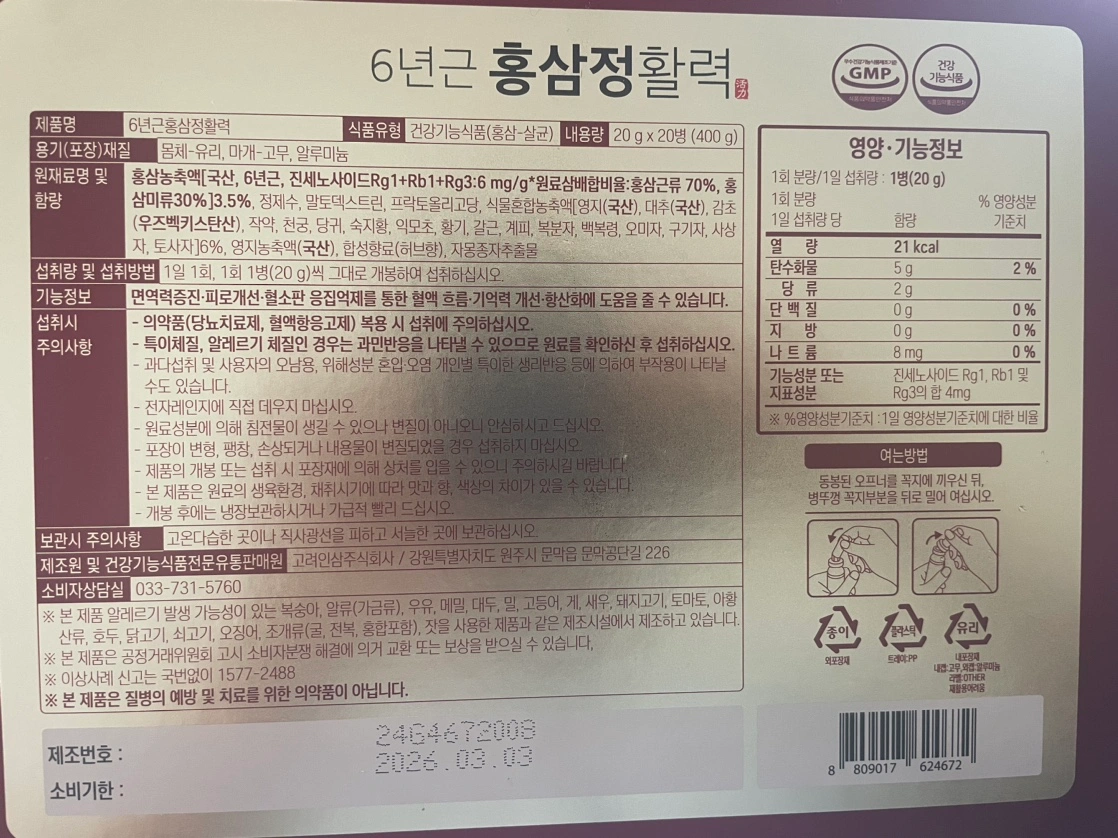 6년근 홍삼정활력 活力
우수건강기능식품제조기준
GMP
식품의약품안전처
건강
기능식품
식품의약품안전처
제품명 6년근홍삼정활력 식품유형 건강기능식품(홍삼-살균) 내용량 20 g x 20병 (400 g)
용기(포장)재질 몸체-유리, 마개-고무, 알루미늄
원재료명 및 함량 홍삼농축액[국산, 6년근, 진세노사이드Rg1+Rb1+Rg3:6 mg/g*원료삼배합비율:홍삼근류 70%, 홍
삼미류30%]3.5%, 정제수, 말토덱스트린, 프락토올리고당, 식물혼합농축액[영지(국산), 대추(국산), 감초
(우즈베키스탄산), 작약, 천궁, 당귀, 숙지황, 익모초, 황기, 갈근, 계피, 복분자, 백복령, 오미자, 구기자, 사상
자, 토사자]6%, 영지농축액(국산), 합성향료(허브향), 자몽종자추출물
섭취량 및 섭취방법 1일 1회, 1회 1병(20 g)씩 그대로 개봉하여 섭취하십시오.
기능정보 면역력증진·피로개선·혈소판 응집억제를 통한 혈액 흐름·기억력 개선·항산화에 도움을 줄 수 있습니다.
섭취시 주의사항 - 의약품(당뇨치료제, 혈액항응고제) 복용 시 섭취에 주의하십시오.
- 특이체질, 알레르기 체질인 경우는 과민반응을 나타낼 수 있으므로 원료를 확인하신 후 섭취하십시오.
- 과다섭취 및 사용자의 오남용, 위해성분 혼입·오염 개인별 특이한 생리반응 등에 의하여 부작용이 나타날
수도 있습니다.
- 전자레인지에 직접 데우지 마십시오.
- 원료성분에 의해 침전물이 생길 수 있으나 변질이 아니오니 안심하시고 드십시오.
- 포장이 변형, 팽창, 손상되거나 내용물이 변질되었을 경우 섭취하지 마십시오.
- 제품의 개봉 또는 섭취 시 포장재에 의해 상처를 입을 수 있으니 주의하시길 바랍니다.
- 본 제품은 원료의 생육환경, 채취시기에 따라 맛과 향, 색상의 차이가 있을 수 있습니다.
- 개봉 후에는 냉장보관하시거나 가급적 빨리 드십시오.
보관시 주의사항 고온다습한 곳이나 직사광선을 피하고 서늘한 곳에 보관하십시오.
제조원 및 건강기능식품전문유통판매원 고려인삼주식회사 / 강원특별자치도 원주시 문막읍 문막공단길 226
소비자상담실 033-731-5760
※ 본 제품 알레르기 발생 가능성이 있는 복숭아, 알류(가금류), 우유, 메밀, 대두, 밀, 고등어, 게, 새우, 돼지고기, 토마토, 아황
산류, 호두, 닭고기, 쇠고기, 오징어, 조개류(굴, 전복, 홍합포함), 잣을 사용한 제품과 같은 제조시설에서 제조하고 있습니다.
※ 본 제품은 공정거래위원회 고시 소비자분쟁 해결에 의거 교환 또는 보상을 받으실 수 있습니다.
※ 이상사례 신고는 국번없이 1577-2488
※ 본 제품은 질병의 예방 및 치료를 위한 의약품이 아닙니다.
제조번호 : 2464672008
소비기한 : 2026.03.03
영양·기능정보
1회 분량/1일 섭취량 : 1병(20 g)
1회 분량
1일 섭취량 당 함량 % 영양성분 기준치
열 량 21 kcal
탄수화물 5 g 2 %
당 류 2 g
단백질 0 g 0 %
지 방 0 g 0 %
나트륨 8 mg 0 %
기능성분 또는 지표성분 진세노사이드 Rg1, Rb1 및
Rg3의 합 4mg
※ %영양성분기준치 : 1일 영양성분기준치에 대한 비율
여는방법
동봉된 오프너를 꼭지에 끼우신 뒤,
병뚜껑 꼭지부분을 뒤로 밀어 여십시오.
종이
외포장재
플라스틱
트레이:PP
유리
내포장재
내캡:고무,외캡:알루미늄
라벨:OTHER
재활용어려움
8 809017 624672